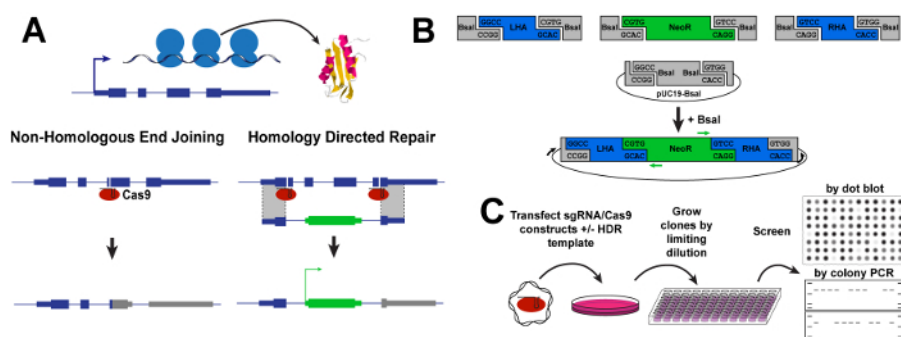 A
Non-Homologous End Joining
Homology Directed Repair
Cas9
B
BsaI GGCC LHA CGTG BsaI
CCGG GCAC
BsaI CGTG NeoR GTCC BsaI
GCAC CAGG
BsaI GTCC RHA GTGG BsaI
CAGG CACC
GGCC BsaI BsaI GTGG
CCGG CACC
pUC19-BsaI
+ BsaI
GGCC LHA CGTG NeoR GTCC RHA GTGG
CCGG GCAC CAGG CACC
C
Transfect sgRNA/Cas9
constructs +/- HDR
template
Grow
clones by
limiting
dilution
Screen
by dot blot
by colony PCR